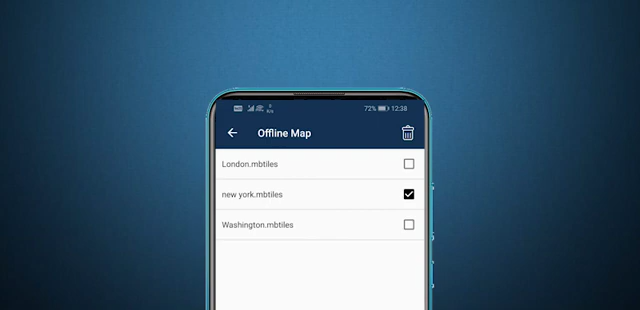 72% 12:38
Offline Map
London.mbtiles
new york.mbtiles
Washington.mbtiles